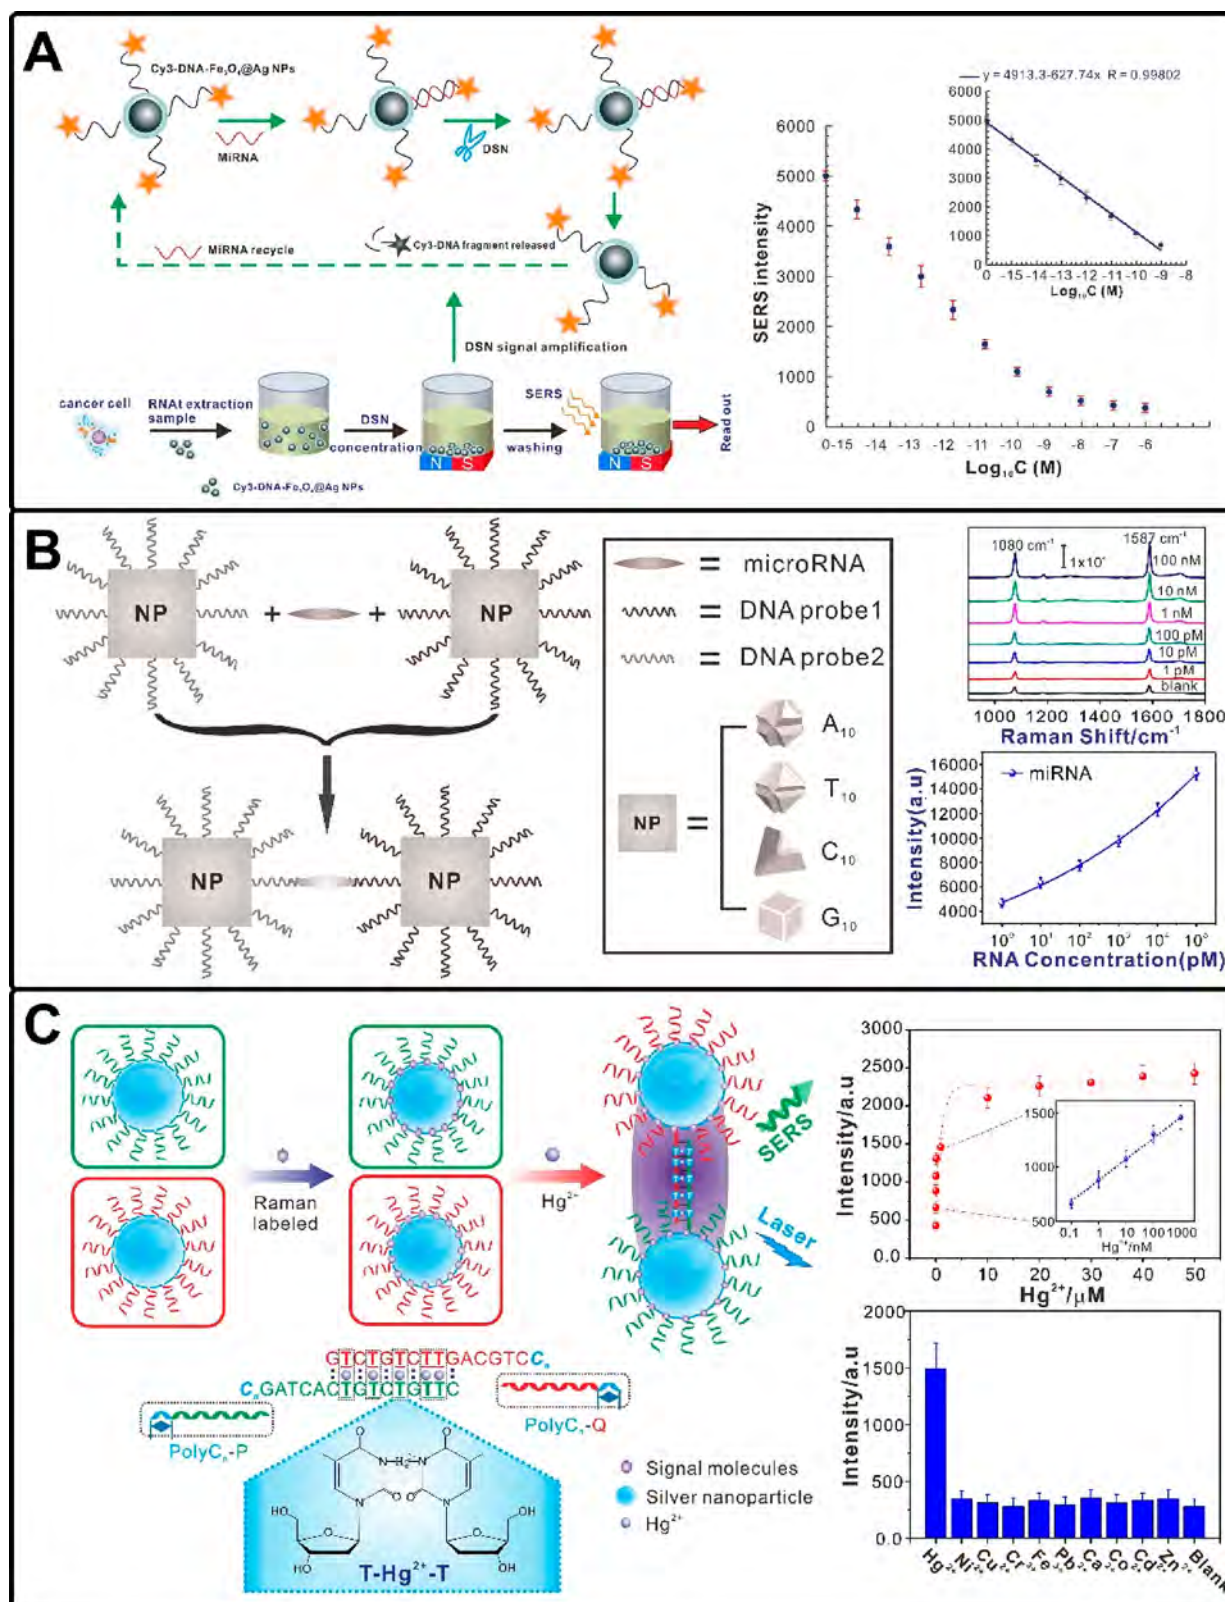 A
Cy3-DNA-Fe₃O₄@Ag NPs
MiRNA
DSN
MiRNA recycle
Cy3-DNA fragment released
DSN signal amplification
cancer cell
RNAt extraction
sample
DSN
concentration
SERS
washing
Read out
N S
N S
Cy3-DNA-Fe₃O₄@Ag NPs
y = 4913.3-627.74x R = 0.99802
6000
5000
4000
3000
2000
1000
0
SERS intensity
0 -15 -14 -13 -12 -11 -10 -9 -8 -7 -6
Log₁₀C (M)
6000
5000
4000
3000
2000
1000
0
0 -15 -14 -13 -12 -11 -10 -9 -8
Log₁₀C (M)
B
NP + + NP
NP NP
= microRNA
= DNA probe1
= DNA probe2
NP =
A₁₀
T₁₀
C₁₀
G₁₀
1080 cm⁻¹
1587 cm⁻¹
100 nM
10 nM
1 nM
100 pM
10 pM
1 pM
blank
1000 1200 1400 1600 1800
Raman Shift/cm⁻¹
16000
14000
12000
10000
8000
6000
4000
Intensity(a.u)
miRNA
10⁰ 10¹ 10² 10³ 10⁴
RNA Concentration(pM)
C
Raman
labeled
Hg²⁺
SERS
Laser
GTCTGTCTTGACGTCCₙ
CₙGATCACTGTCTGTTC
PolyCₙ-P
PolyCₙ-Q
O
N
O
N
O
O
N
N
HO
O
HO
OH
O
OH
T-Hg²⁺-T
Signal molecules
Silver nanoparticle
Hg²⁺
3000
2500
2000
1500
1000
500
0.0
Intensity/a.u
0 10 20 30 40 50
Hg²⁺/μM
1500
1000
500
0.1 1 10 100 1000
Hg²⁺/nM
2000
1500
1000
500
0.0
Intensity/a.u
Hg²⁺ Ni²⁺ Cu²⁺ Cr³⁺ Fe³⁺ Pb²⁺ Ca²⁺ Co²⁺ Cd²⁺ Zn²⁺ Blank